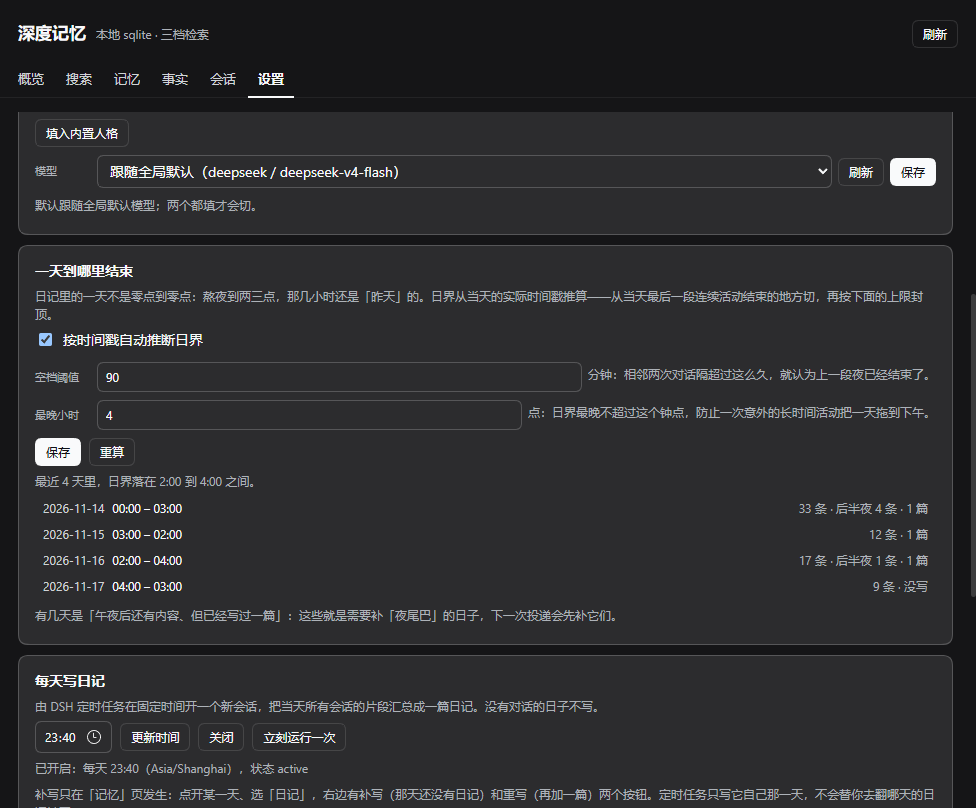 深度记忆 本地 sqlite · 三档检索 刷新
概览 搜索 记忆 事实 会话 设置
填入内置人格
模型 跟随全局默认（deepseek / deepseek-v4-flash） 刷新 保存
默认跟随全局默认模型；两个都填才会切。
一天到哪里结束
日记里的一天不是零点到零点：熬夜到两三点，那几小时还是「昨天」的。日界从当天的实际时间戳推算——从当天最后一段连续活动结束的地方切，再按下面的上限封
顶。
按时间戳自动推断日界
空档阈值 90 分钟：相邻两次对话隔超过这么久，就认为上一段夜已经结束了。
最晚小时 4 点：日界最晚不超过这个钟点，防止一次意外的长时间活动把一天拖到下午。
保存 重算
最近 4 天里，日界落在 2:00 到 4:00 之间。
2026-11-14 00:00 – 03:00 33 条 · 后半夜 4 条 · 1 篇
2026-11-15 03:00 – 02:00 12 条 · 1 篇
2026-11-16 02:00 – 04:00 17 条 · 后半夜 1 条 · 1 篇
2026-11-17 04:00 – 03:00 9 条 · 没写
有几天是「午夜后还有内容、但已经写过一篇」：这些就是需要补「夜尾巴」的日子，下一次投递会先补它们。
每天写日记
由 DSH 定时任务在固定时间开一个新会话，把当天所有会话的片段汇总成一篇日记。没有对话的日子不写。
23:40 更新时间 关闭 立刻运行一次
已开启：每天 23:40（Asia/Shanghai），状态 active
补写只在「记忆」页发生：点开某一天、选「日记」，右边有补写（那天还没有日记）和重写（再加一篇）两个按钮。定时任务只写它自己那一天，不会替你去翻哪天的日